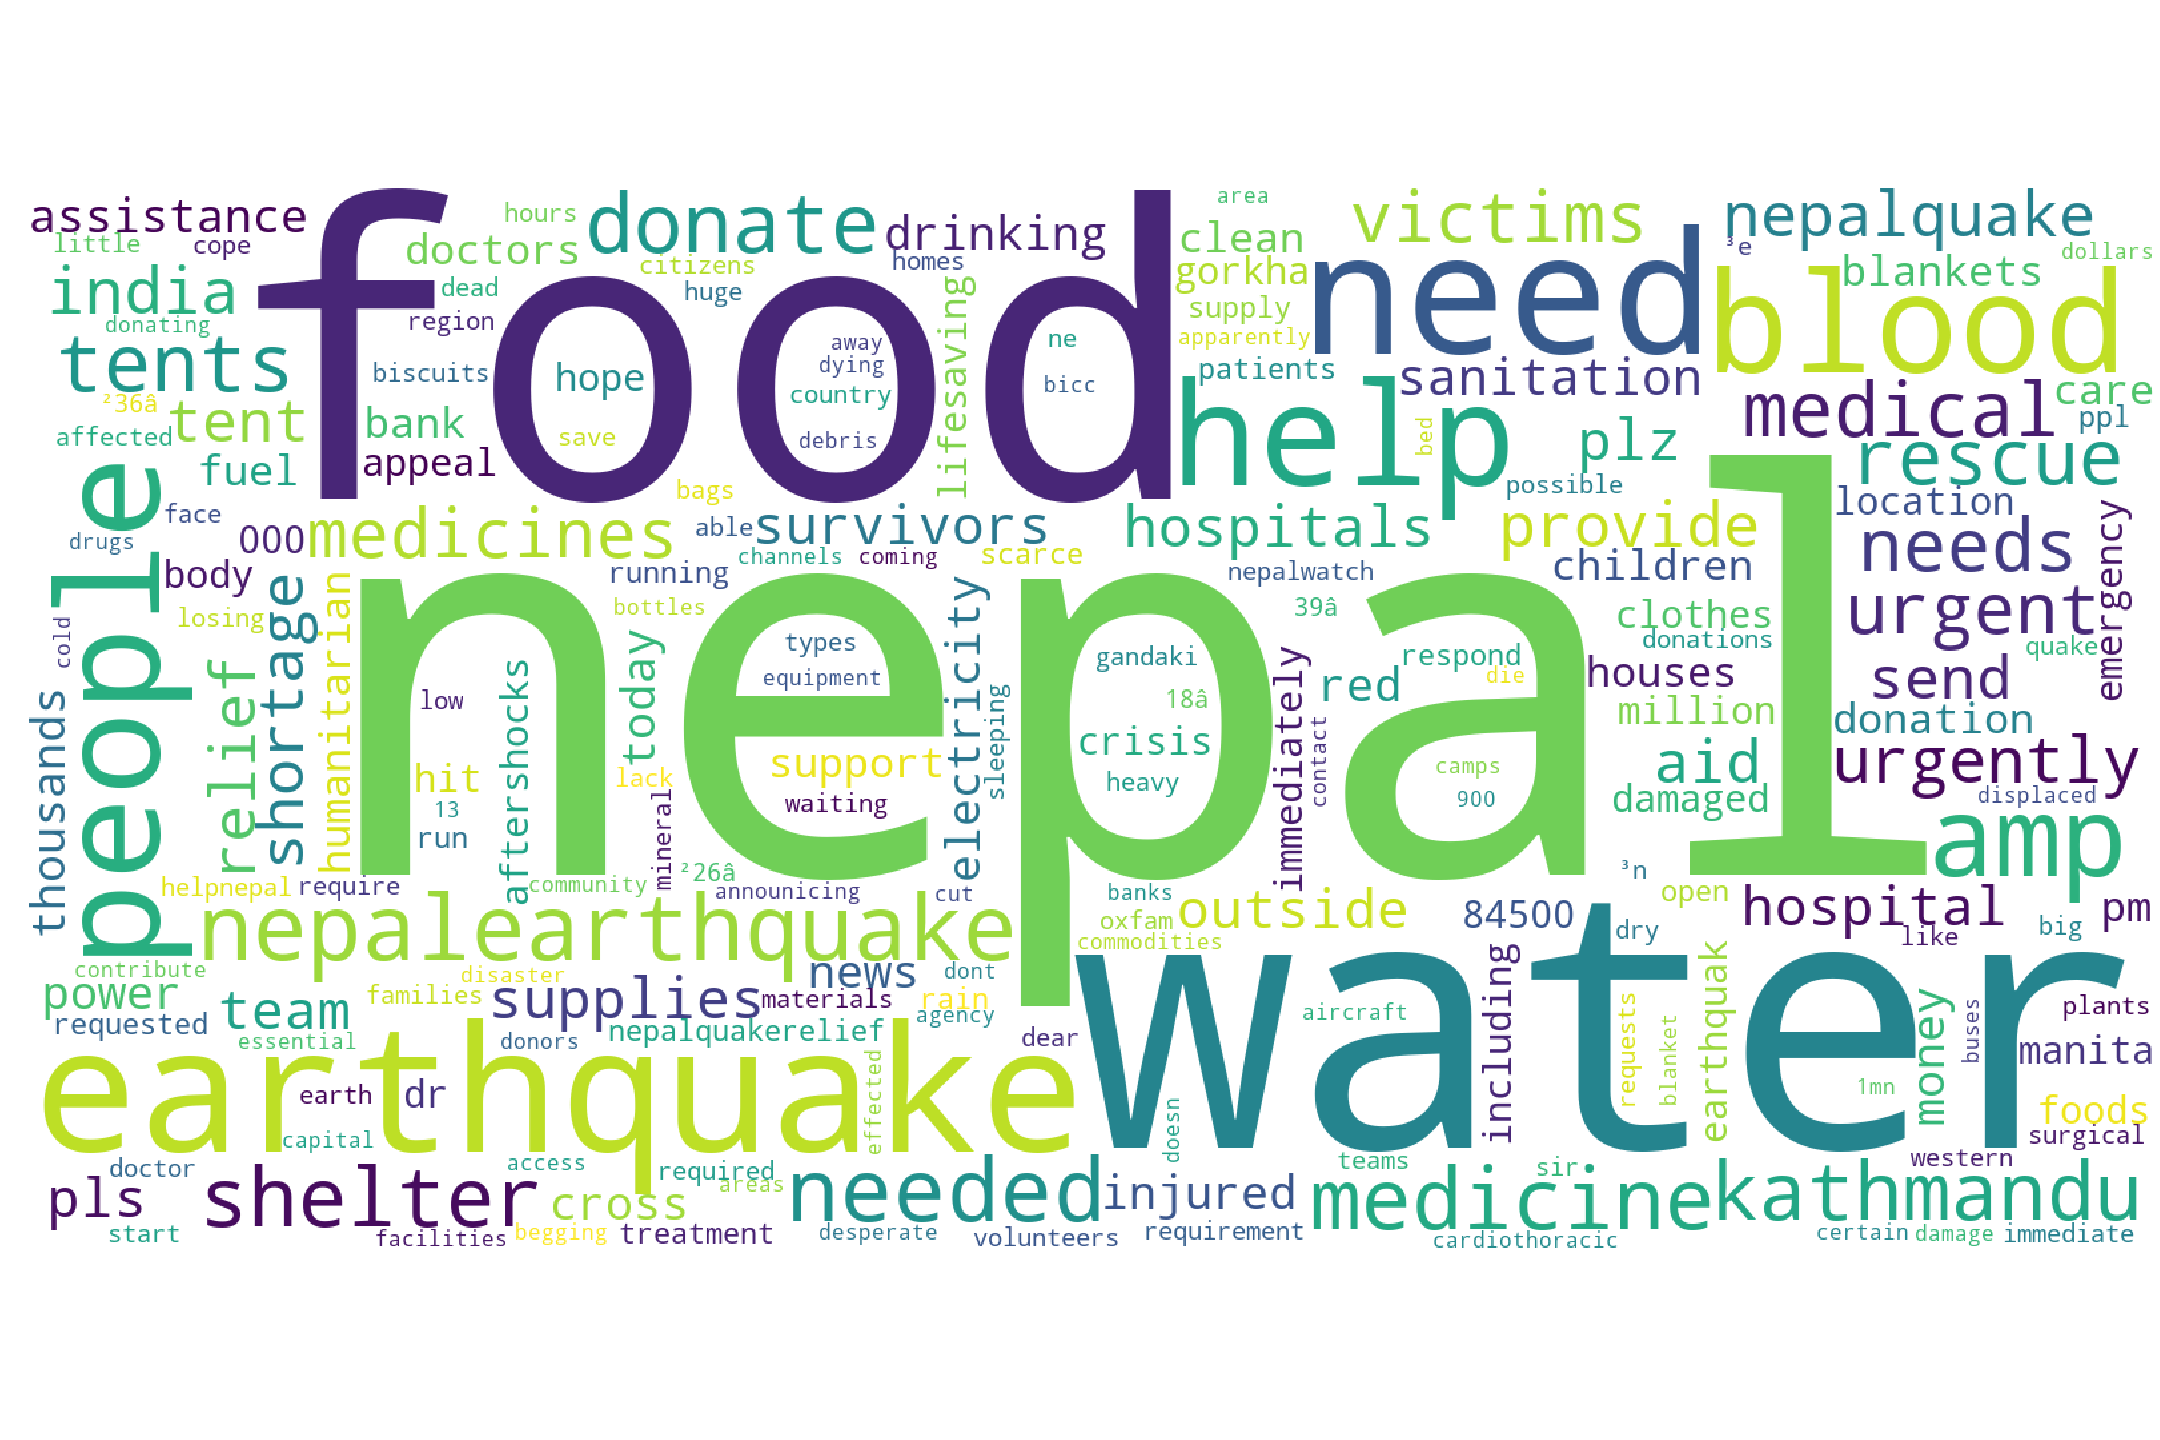 assistance
little
cope
hours
donate
drinking
area
victims
nepalquake
doctors
clean
need
³e
dollars
india
food
citizens
homes
gorkha
blood
blankets
dead
huge
lifesaving
supply
donating
region
apparently
tents
biscuits
hope
away
dying
country
ne
bicc
patients
sanitation
care
²36â
tent
bank
help
medical
ppl
affected
save
debris
bed
plz
rescue
fuel
appeal
people
bags
possible
location
emergency
face
000
medicines
able
survivors
hospitals
provide
needs
drugs
channels
coming
scarce
body
shortage
humanitarian
running
nepal
nepalwatch
children
losing
bottles
39â
clothes
urgent
cold
today
types
electricity
gandaki
respond
donations
quake
relief
aftershocks
equipment
immediately
die
red
houses
send
thousands
low
sleeping
18â
contact
million
donation
hit
lack
support
crisis
camps
aid
urgently
13
mineral
waiting
heavy
900
damaged
displaced
run
amp
helpnepal
require
community
²26â
announicing
cut
banks
³n
open
nepalearthquake
oxfam
outside
84500
hospital
pm
commodities
dry
like
big
contribute
disaster
news
dont
water
including
earthquak
power
families
supplies
materials
rain
requests
money
buses
plants
requested
team
nepalquakerelief
agency
aircraft
essential
donors
dear
blanket
manita
earthquake
effected
earth
dr
1mn
foods
capital
doesn
surgical
doctor
access
required
teams
sir
western
pls
shelter
cross
areas
needed
injured
medicine
kathmandu
start
facilities
begging
treatment
desperate
volunteers
requirement
cardiothoracic
certain
damage
immediate